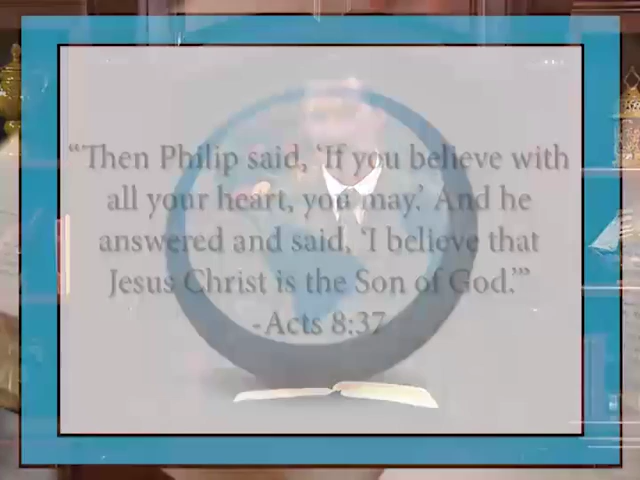 “Then Philip said, ‘If you believe with
all your heart, you may.’ And he
answered and said, ‘I believe that
Jesus Christ is the Son of God.’”
-Acts 8:37